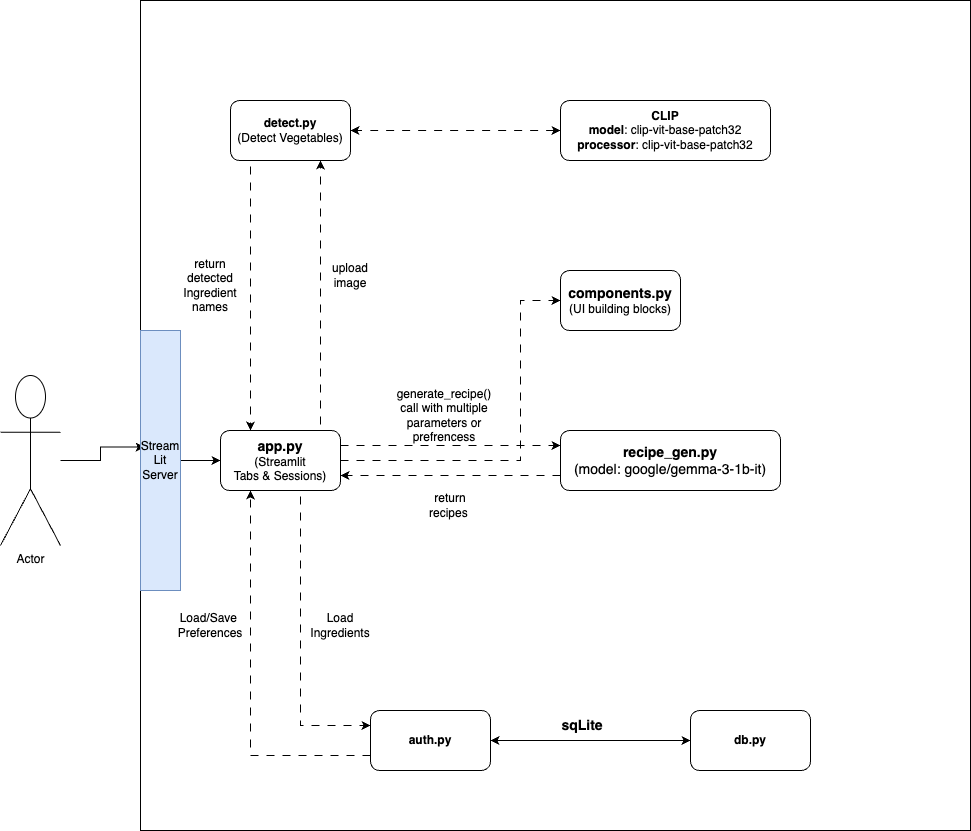 detect.py
(Detect Vegetables)
CLIP
model: clip-vit-base-patch32
processor: clip-vit-base-patch32
return
detected
Ingredient
names
upload
image
components.py
(UI building blocks)
generate_recipe()
call with multiple
parameters or
prefrencess
Stream
Lit
Server
app.py
(Streamlit
Tabs & Sessions)
recipe_gen.py
(model: google/gemma-3-1b-it)
return
recipes
Actor
Load/Save
Preferences
Load
Ingredients
auth.py
sqLite
db.py